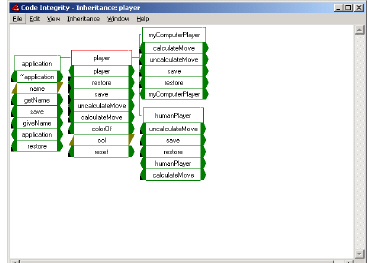 Code Integrity - Inheritance: player
File Edit View Inheritance Window Help
application
~application
name
getName
save
giveName
application
restore
player
player
restore
save
uncalculateMove
calculateMove
colorOf
col
reset
myComputerPlayer
calculateMove
uncalculateMove
save
restore
myComputerPlayer
humanPlayer
uncalculateMove
save
restore
humanPlayer
calculateMove